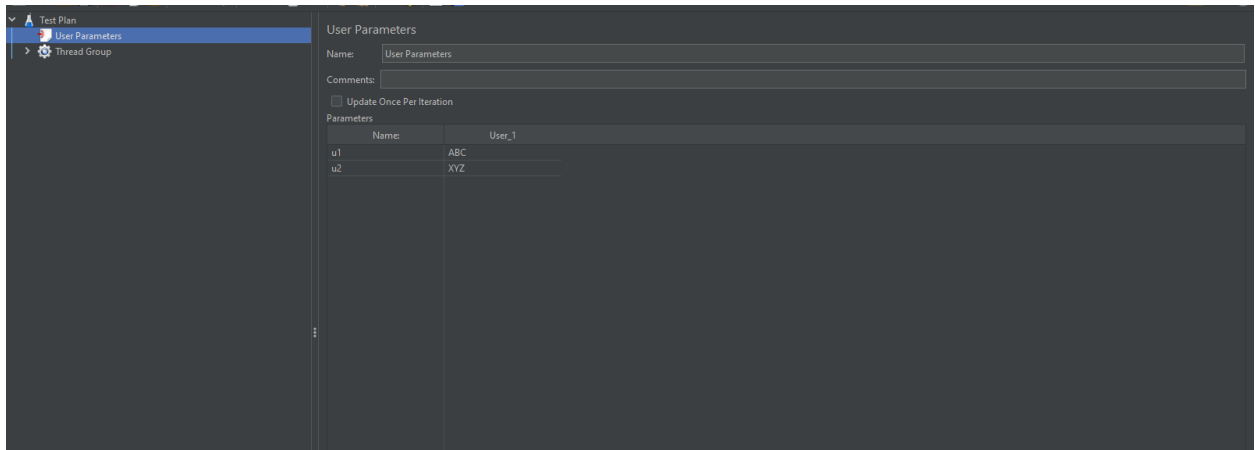 Test Plan
User Parameters
Thread Group
User Parameters
Name: User Parameters
Comments:
Update Once Per Iteration
Parameters
Name: User_1
u1 ABC
u2 XYZ